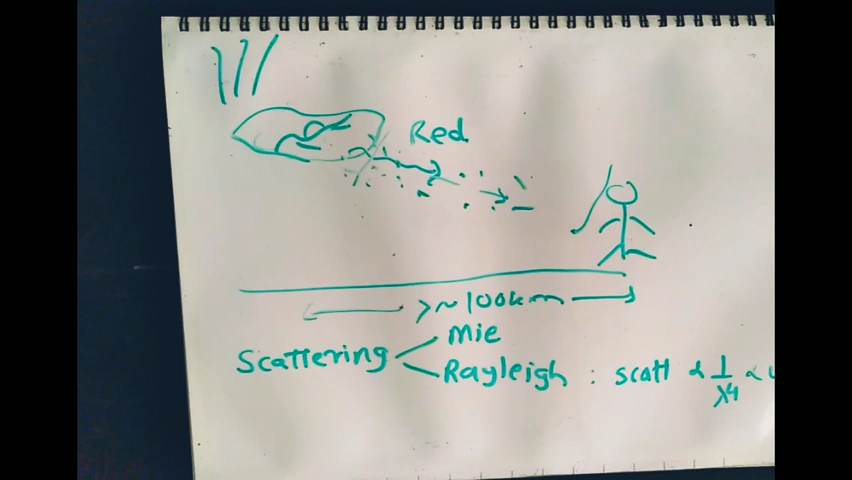 Red
>~100km
Scattering
Mie
Rayleigh : scatt ∝ 1/λ4 ∝